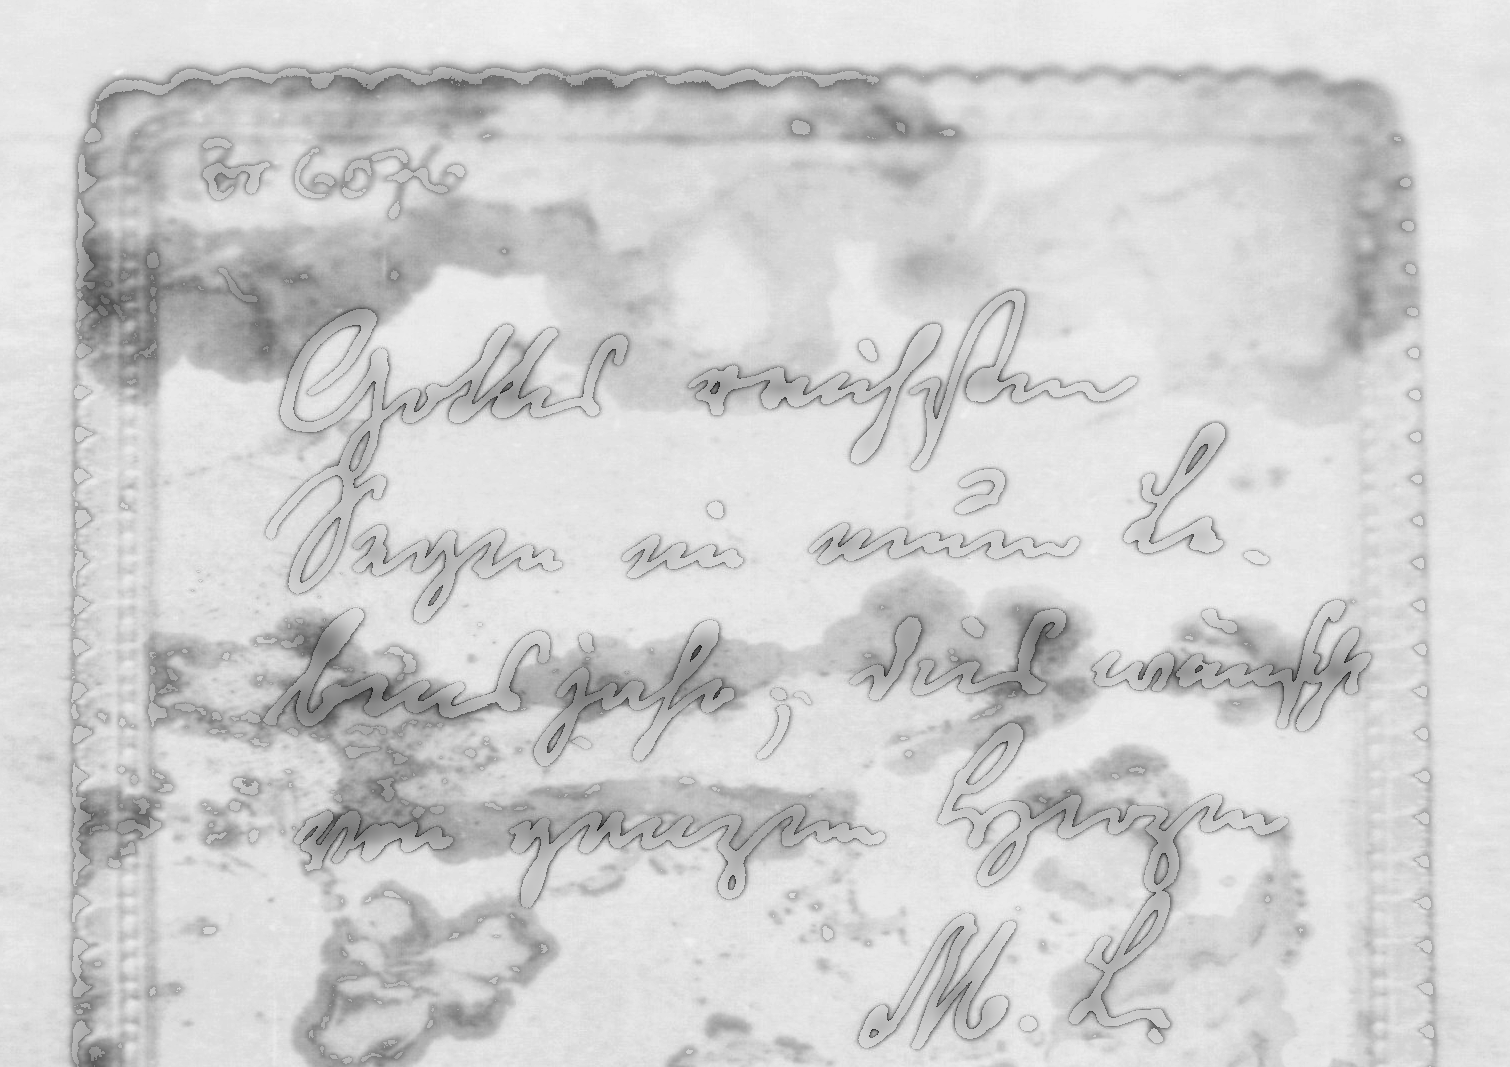 Gottes reichsten
Segen im neuen Le-
bensjahr, dies wünscht
von ganzem Herzen
M. L.